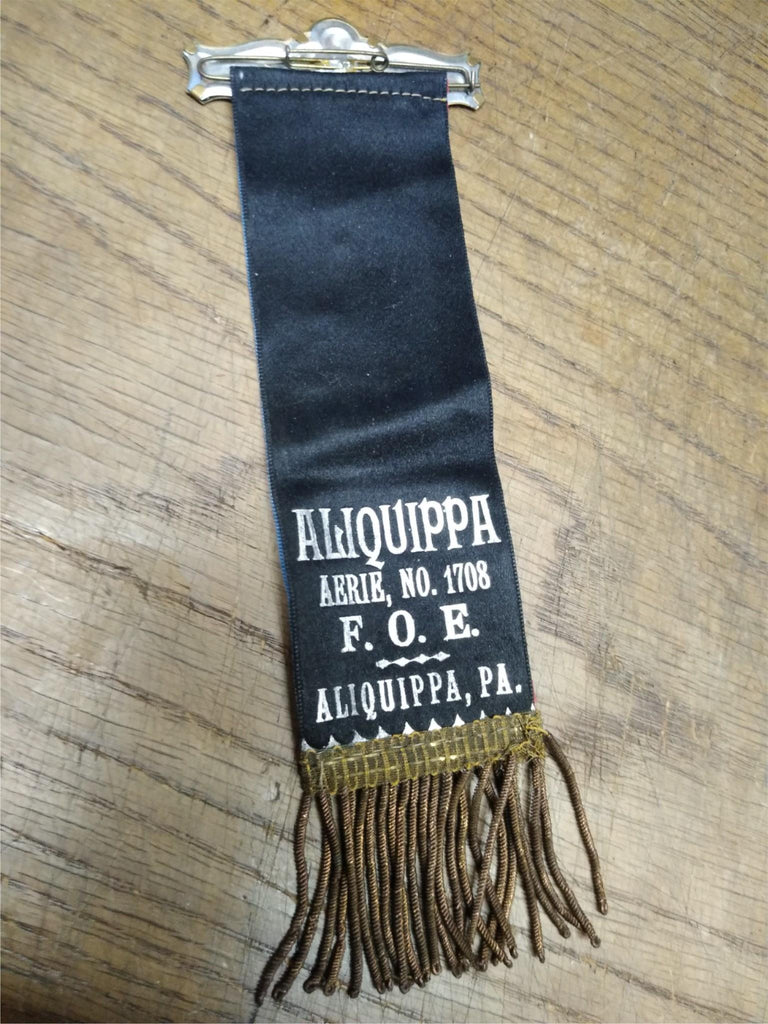 ALIQUIPPA
AERIE, NO. 1708
F. O. E.
ALIQUIPPA, PA.